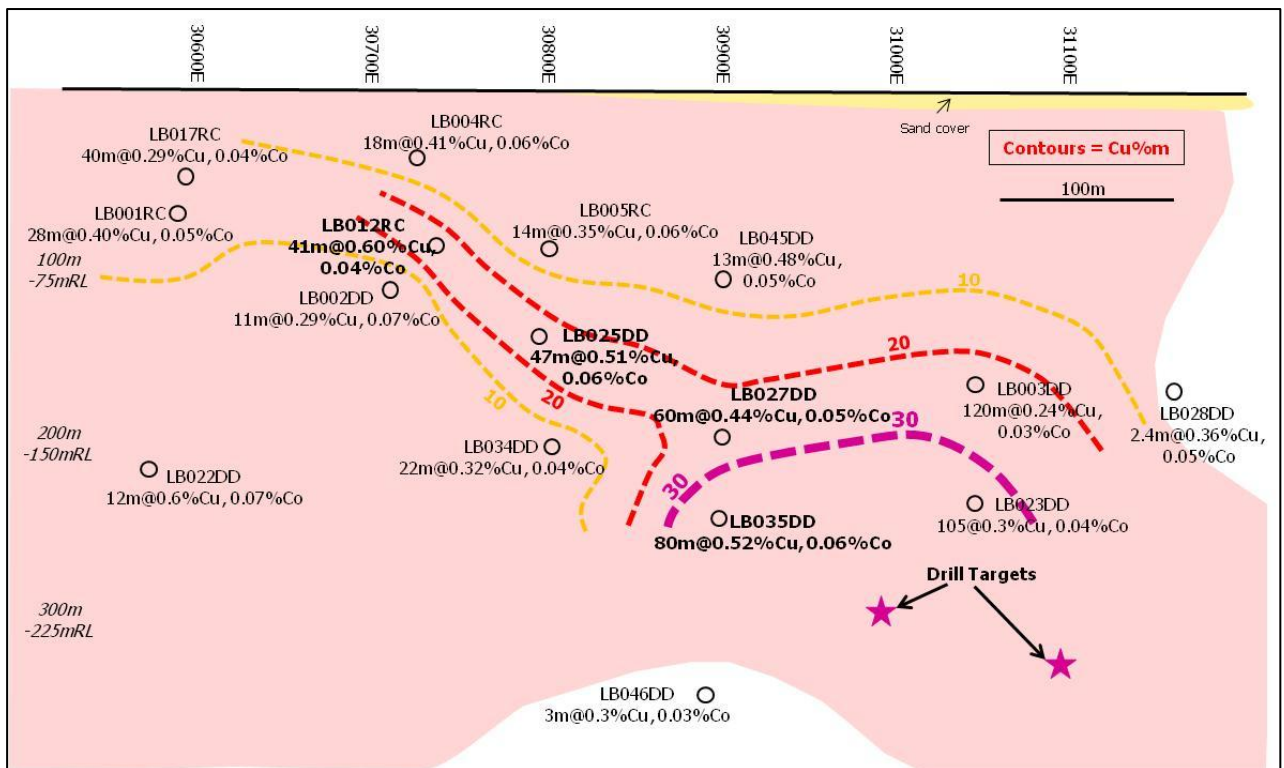 30600E
30700E
30800E
30900E
31000E
31100E
Sand cover
Contours = Cu%m
100m
LB017RC
40m@0.29%Cu, 0.04%Co
LB004RC
18m@0.41%Cu, 0.06%Co
LB001RC
28m@0.40%Cu, 0.05%Co
LB012RC
41m@0.60%Cu,
0.04%Co
LB005RC
14m@0.35%Cu, 0.06%Co
LB045DD
13m@0.48%Cu,
0.05%Co
100m
-75mRL
LB002DD
11m@0.29%Cu, 0.07%Co
10
LB025DD
47m@0.51%Cu,
0.06%Co
20
10
20
LB027DD
60m@0.44%Cu, 0.05%Co
LB003DD
120m@0.24%Cu,
0.03%Co
LB028DD
2.4m@0.36%Cu,
0.05%Co
30
200m
-150mRL
LB034DD
22m@0.32%Cu, 0.04%Co
LB022DD
12m@0.6%Cu, 0.07%Co
30
LB035DD
80m@0.52%Cu, 0.06%Co
LB023DD
105@0.3%Cu, 0.04%Co
Drill Targets
300m
-225mRL
LB046DD
3m@0.3%Cu, 0.03%Co